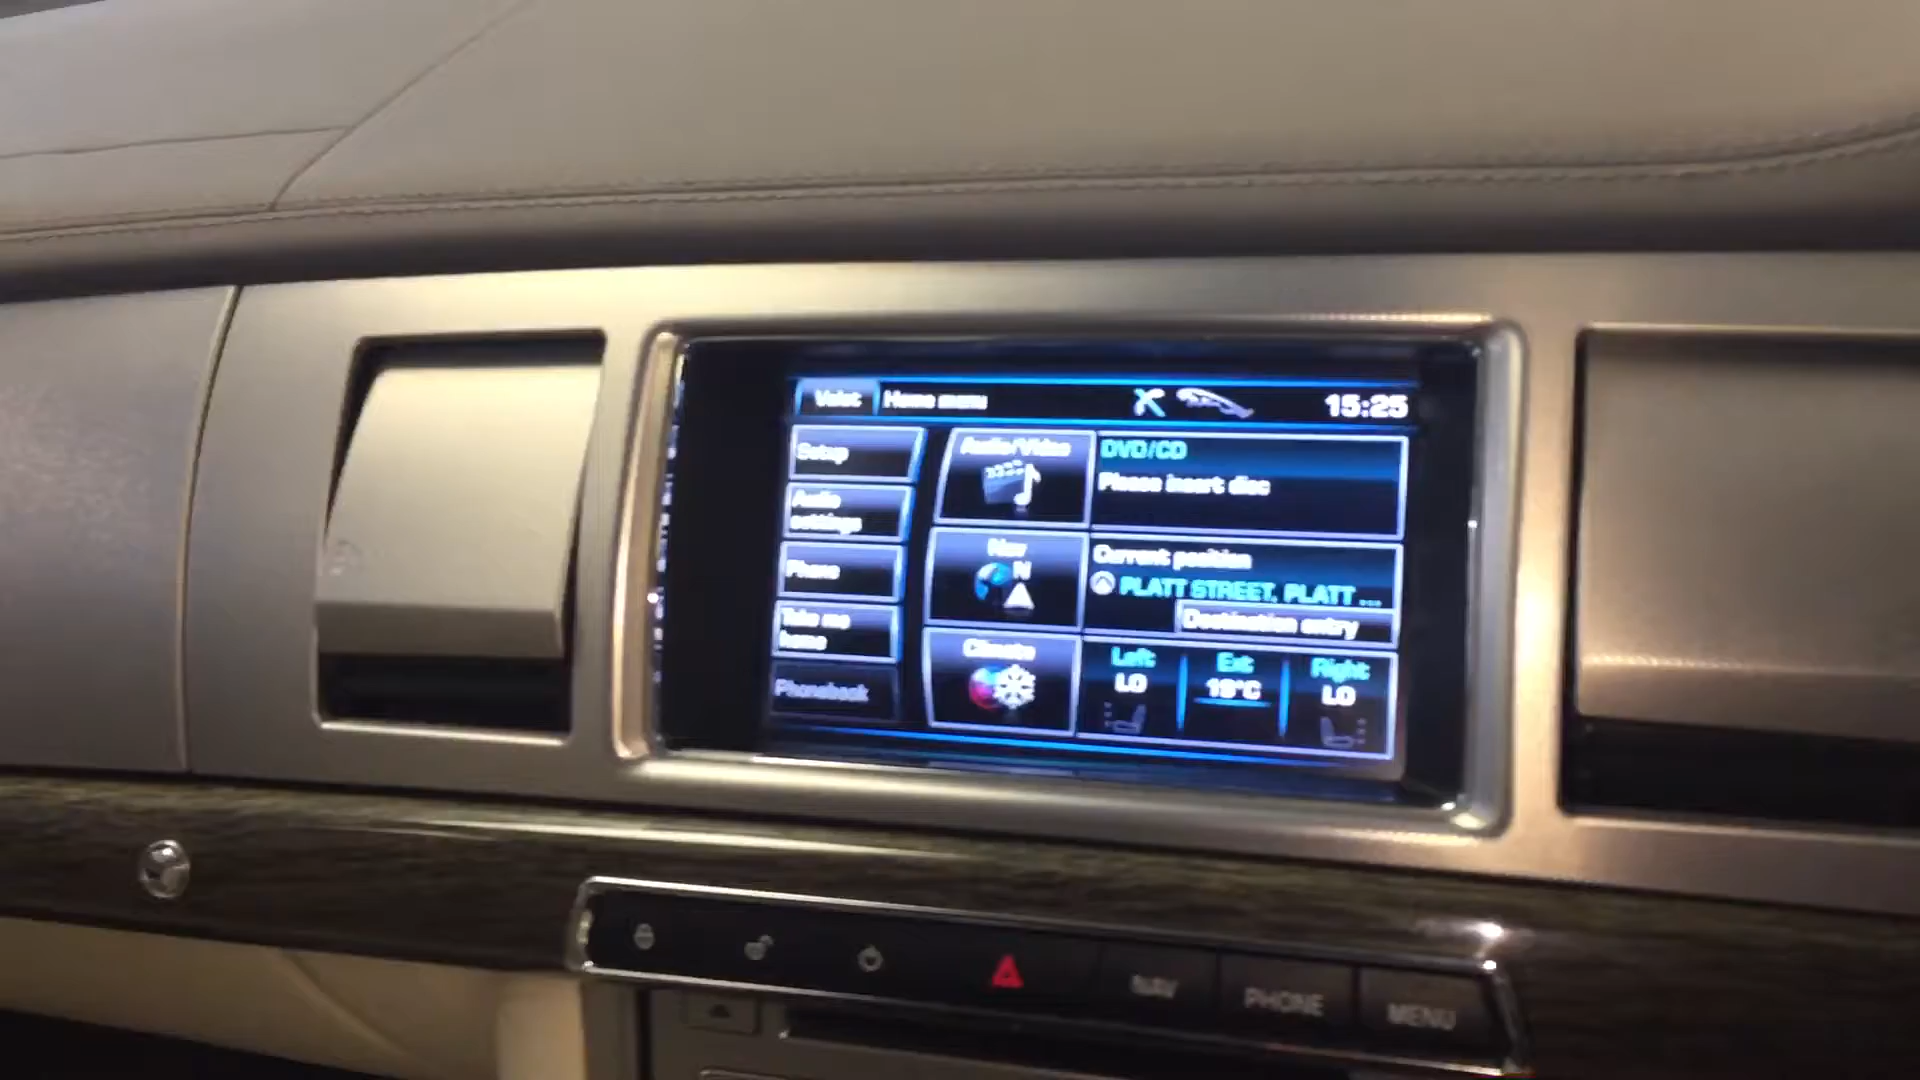 Valet Home menu 15:25
Setup
Audio
settings
Phone
Take me
home
Phonebook
Audio/Video
DVD/CD
Please insert disc
Nav
N
Current position
PLATT STREET, PLATT ...
Destination entry
Climate
Left Ext Right
LO 19°C LO
NAV PHONE MENU